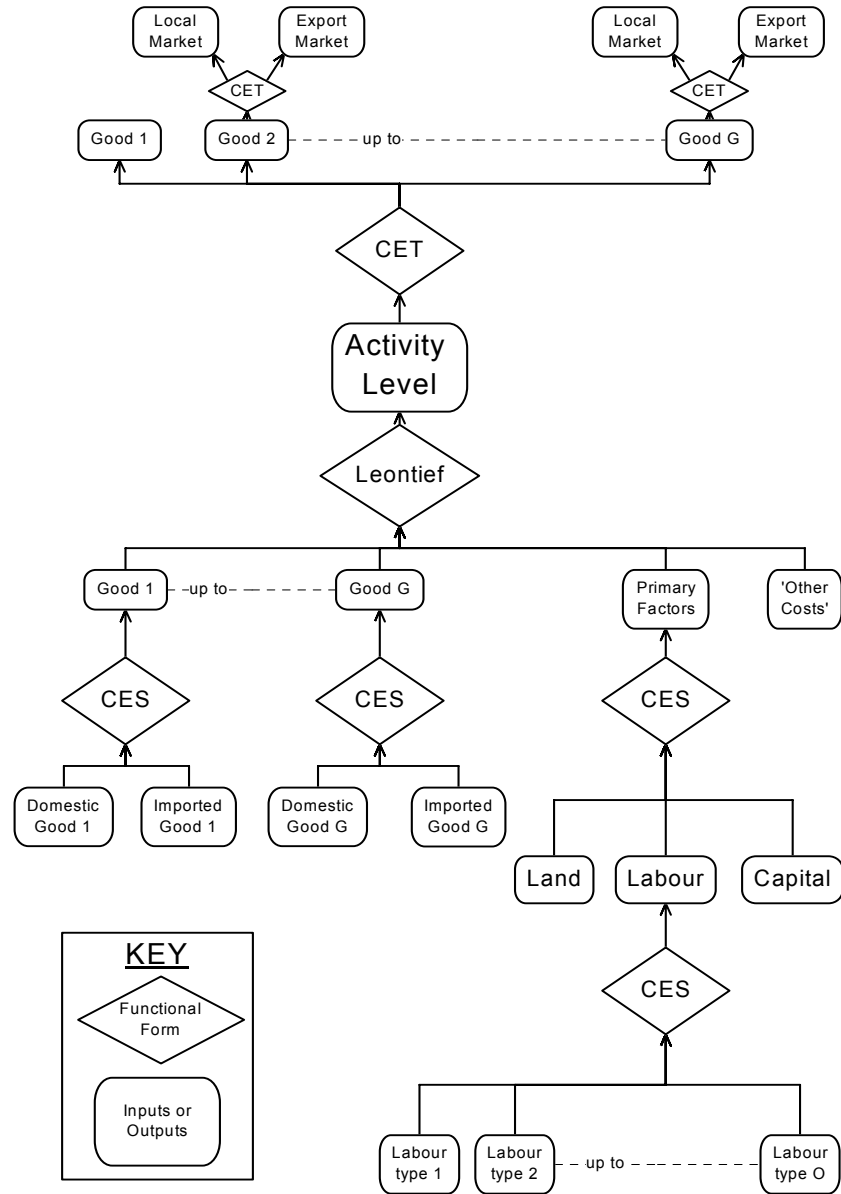 Local
Market
Export
Market
Local
Market
Export
Market
CET
CET
Good 1
Good 2
up to
Good G
CET
Activity
Level
Leontief
Good 1
up to
Good G
Primary
Factors
'Other
Costs'
CES
CES
CES
Domestic
Good 1
Imported
Good 1
Domestic
Good G
Imported
Good G
Land
Labour
Capital
KEY
Functional
Form
Inputs or
Outputs
CES
Labour
type 1
Labour
type 2
up to
Labour
type O